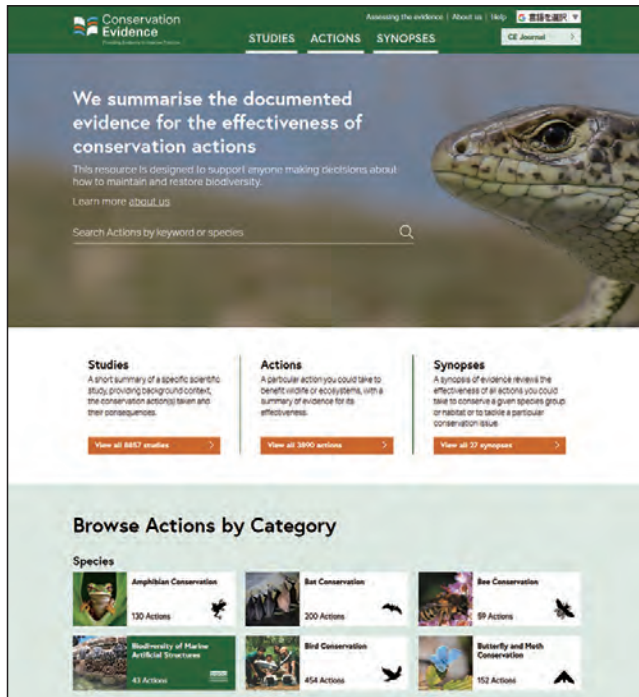 Conservation
Evidence
Providing Evidence to Improve Practice
Assessing the evidence | About us | Help
G 言語を選択 ▼
STUDIES ACTIONS SYNOPSES
CE Journal >
We summarise the documented
evidence for the effectiveness of
conservation actions
This resource is designed to support anyone making decisions about
how to maintain and restore biodiversity.
Learn more about us
Search Actions by keyword or species
Studies
A short summary of a specific scientific
study, providing background context,
the conservation action(s) taken and
their consequences.
View all 8857 studies >
Actions
A particular action you could take to
benefit wildlife or ecosystems, with a
summary of evidence for its
effectiveness.
View all 3890 actions >
Synopses
A synopsis of evidence reviews the
effectiveness of all actions you could
take to conserve a given species group
or habitat or to tackle a particular
conservation issue.
View all 27 synopses >
Browse Actions by Category
Species
Amphibian Conservation
130 Actions
Bat Conservation
200 Actions
Bee Conservation
59 Actions
Biodiversity of Marine
Artificial Structures
43 Actions
Bird Conservation
454 Actions
Butterfly and Moth
Conservation
152 Actions